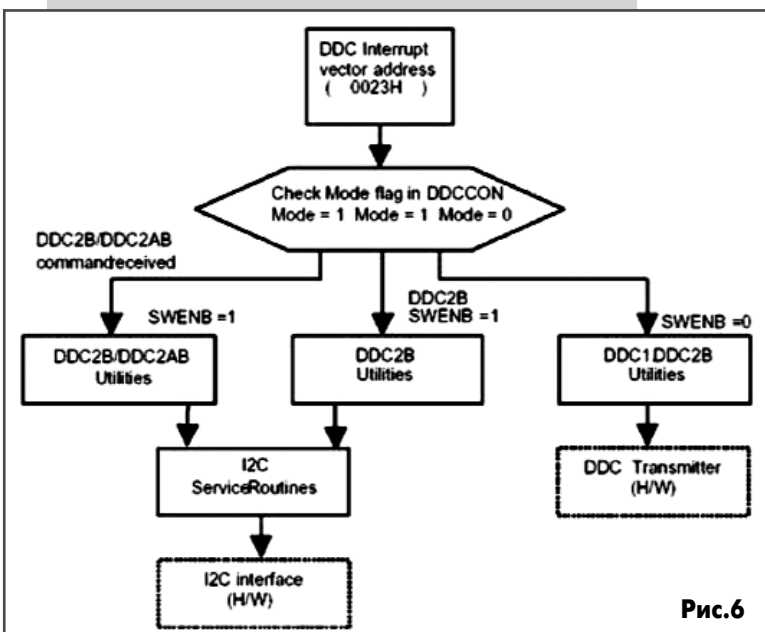 DDC Interrupt
vector address
( 0023H )
Check Mode flag in DDCCON
Mode = 1 Mode = 1 Mode = 0
DDC2B/DDC2AB
commandreceived
SWENB =1
DDC2B
SWENB =1
SWENB =0
DDC2B/DDC2AB
Utilities
DDC2B
Utilities
DDC1DDC2B
Utilities
I2C
ServiceRoutines
DDC Transmitter
(H/W)
I2C interface
(H/W)
Рис.6